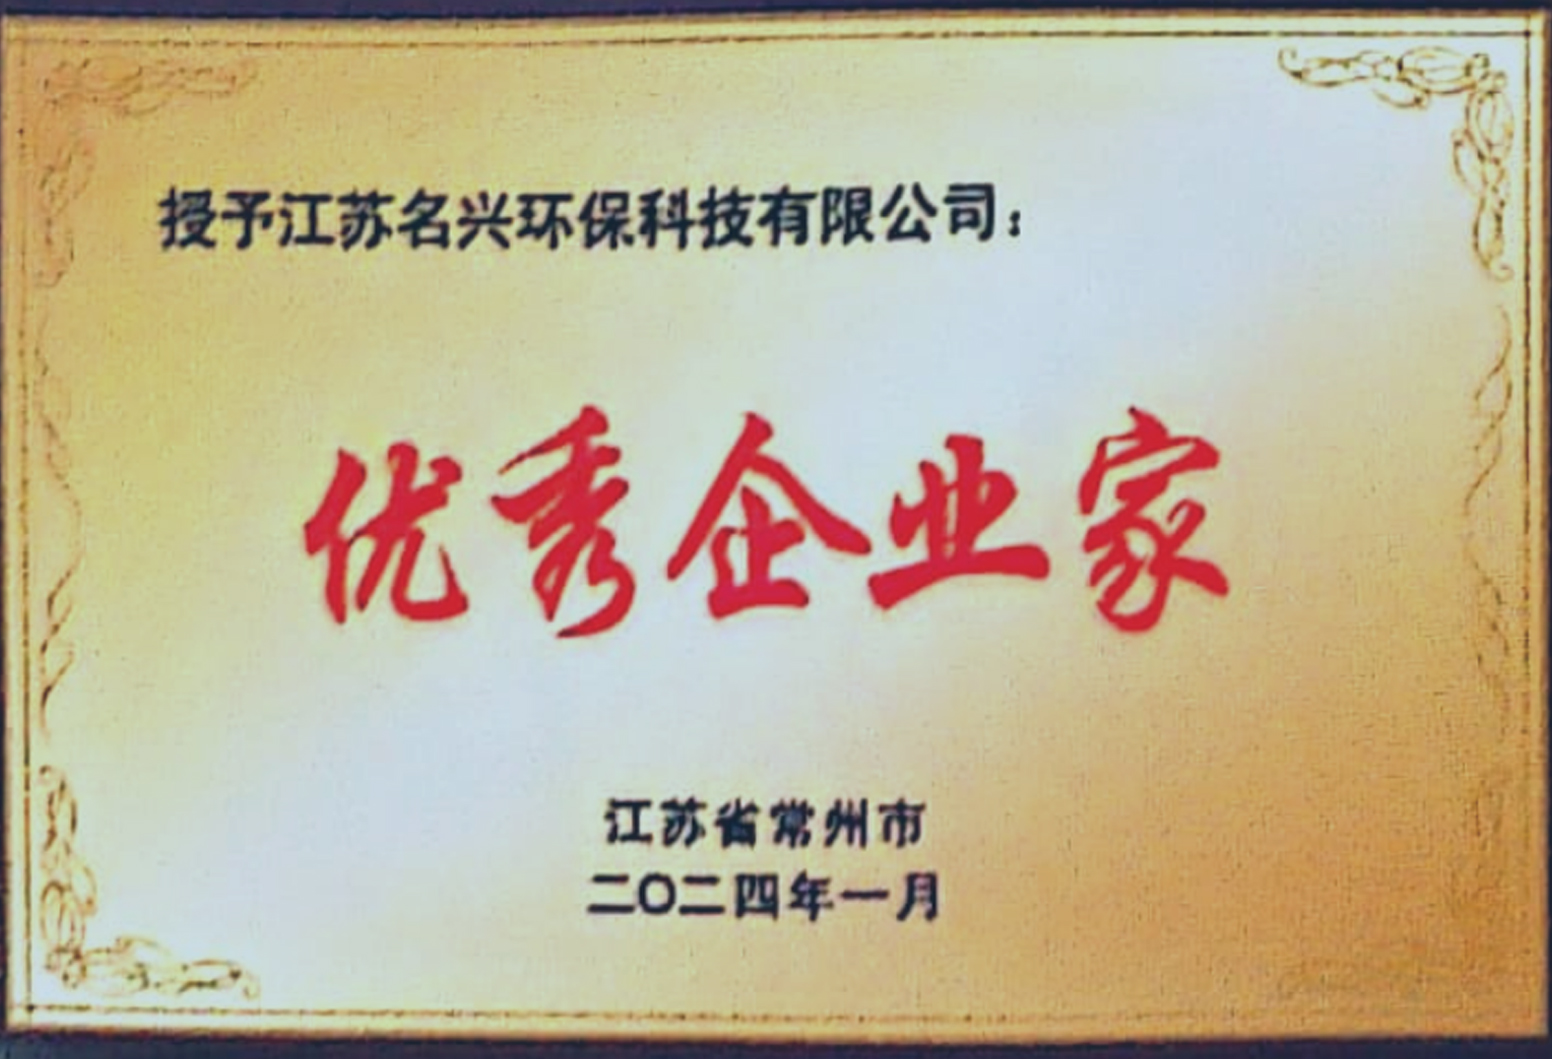 授予江苏名兴环保科技有限公司：
优秀企业家
江苏省常州市
二〇二四年一月